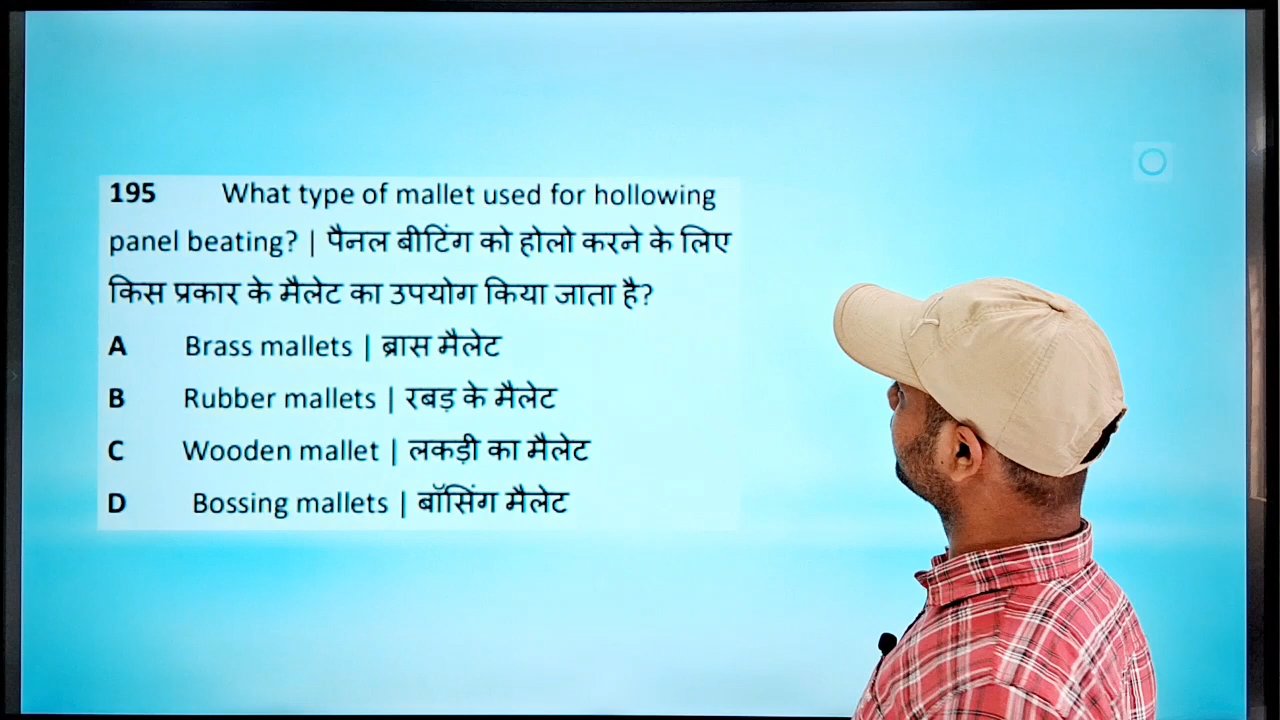 195 What type of mallet used for hollowing
panel beating? | पैनल बीटिंग को होलो करने के लिए
किस प्रकार के मैलेट का उपयोग किया जाता है?
A Brass mallets | ब्रास मैलेट
B Rubber mallets | रबड़ के मैलेट
C Wooden mallet | लकड़ी का मैलेट
D Bossing mallets | बॉसिंग मैलेट